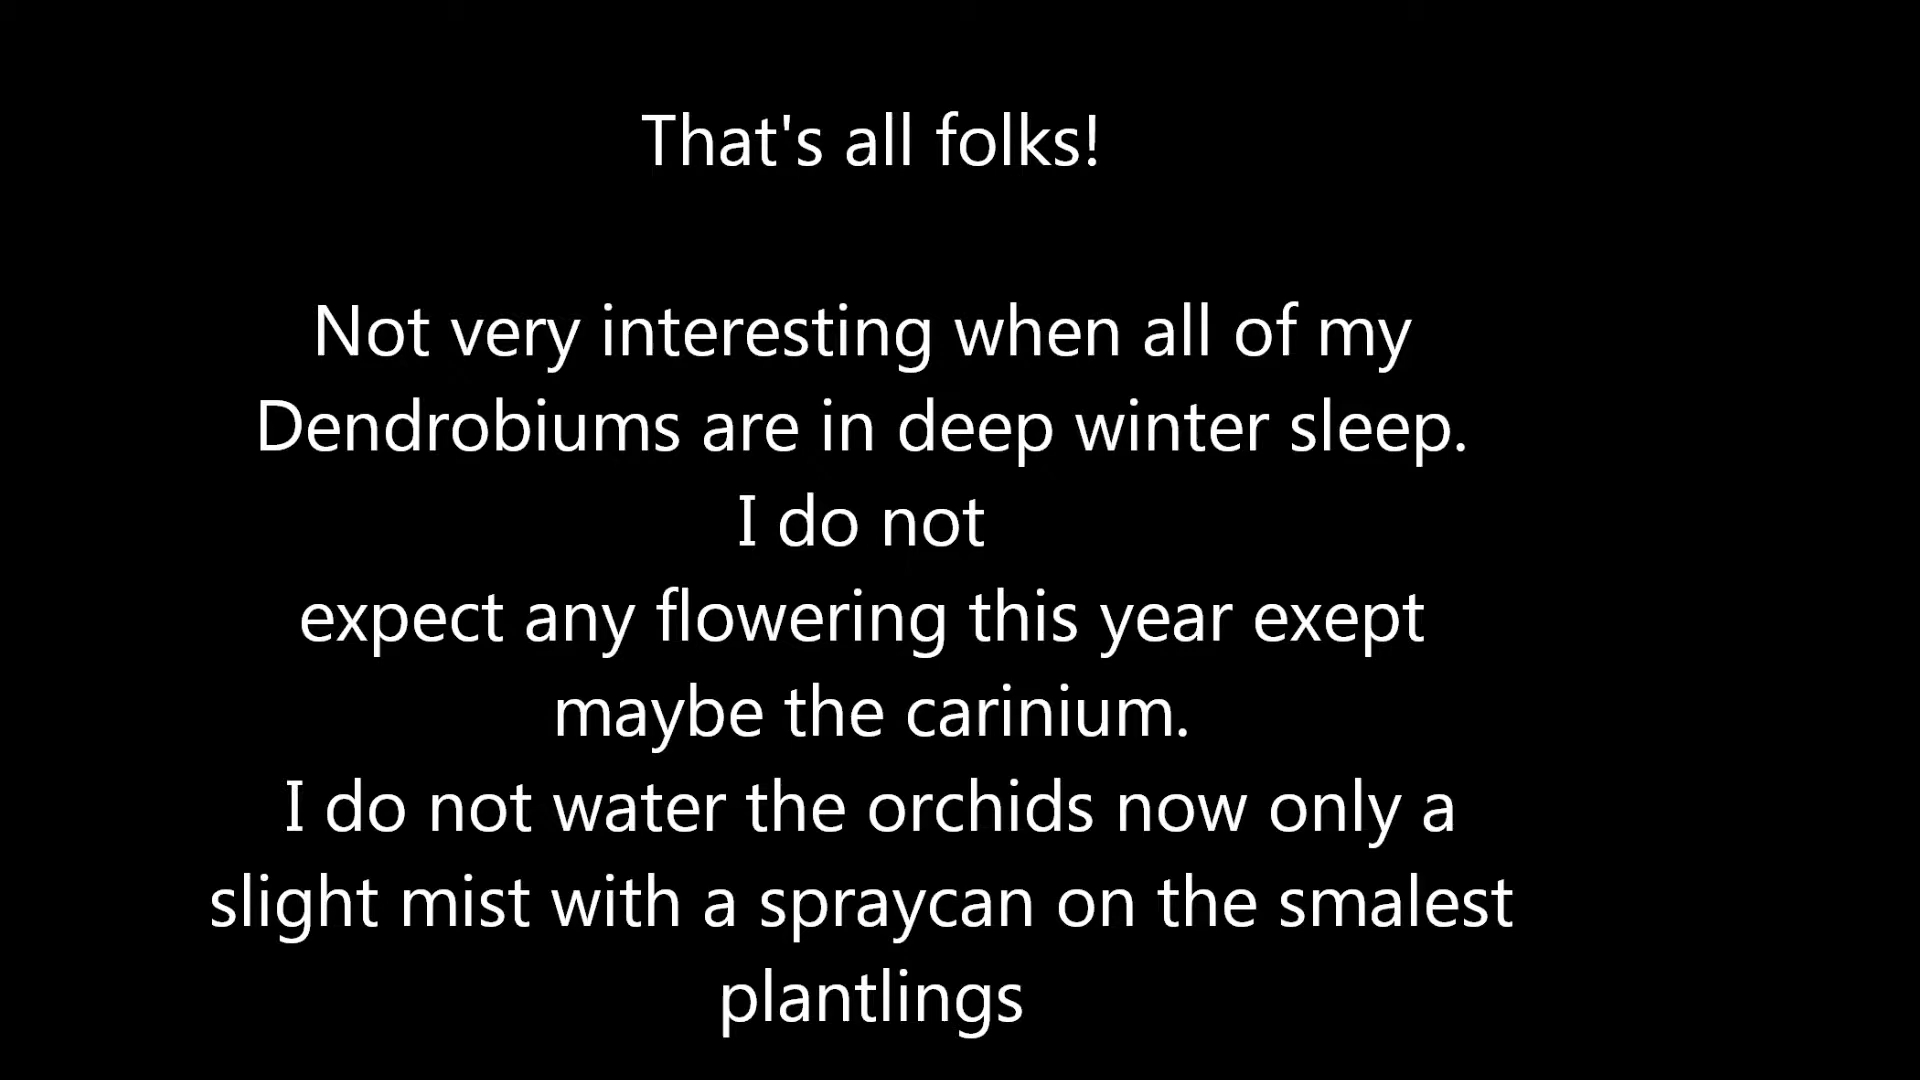 That's all folks!
Not very interesting when all of my
Dendrobiums are in deep winter sleep.
I do not
expect any flowering this year exept
maybe the carinium.
I do not water the orchids now only a
slight mist with a spraycan on the smalest
plantlings